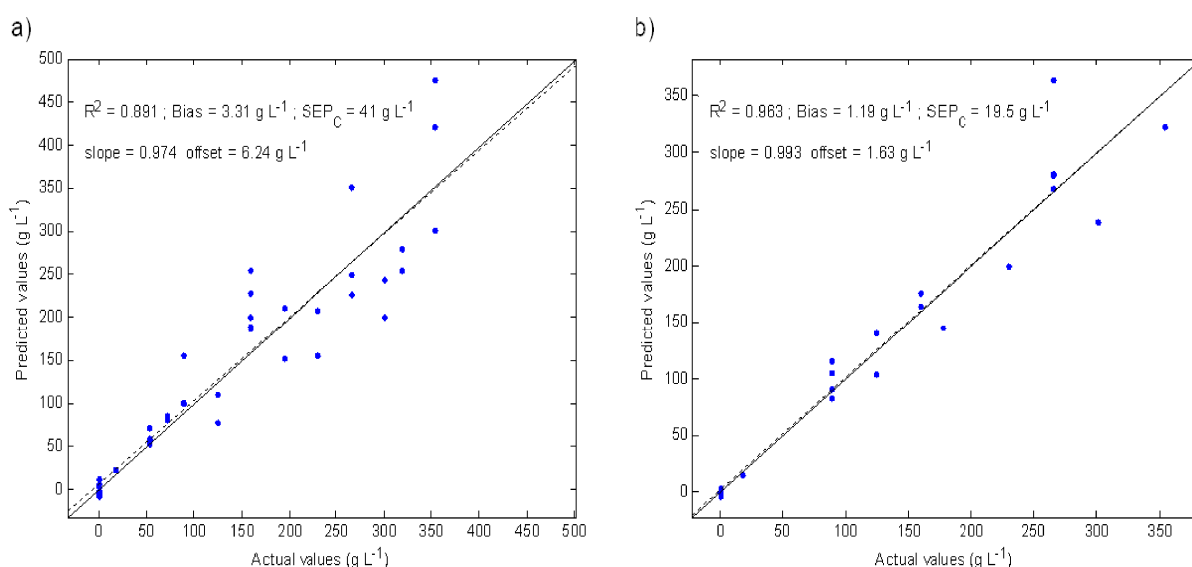 a)
500
450
400
350
300
250
200
150
100
50
0
R² = 0.891 ; Bias = 3.31 g L⁻¹ ; SEP_C = 41 g L⁻¹
slope = 0.974 offset = 6.24 g L⁻¹
Predicted values (g L⁻¹)
0 50 100 150 200 250 300 350 400 450 500
Actual values (g L⁻¹)
b)
350
300
250
200
150
100
50
0
R² = 0.963 ; Bias = 1.19 g L⁻¹ ; SEP_C = 19.5 g L⁻¹
slope = 0.993 offset = 1.63 g L⁻¹
Predicted values (g L⁻¹)
0 50 100 150 200 250 300 350
Actual values (g L⁻¹)